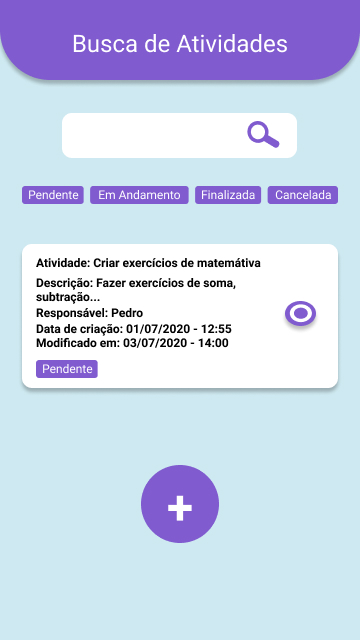 Busca de Atividades
Pendente Em Andamento Finalizada Cancelada
Atividade: Criar exercícios de matemátiva
Descrição: Fazer exercícios de soma,
subtração...
Responsável: Pedro
Data de criação: 01/07/2020 - 12:55
Modificado em: 03/07/2020 - 14:00
Pendente
+